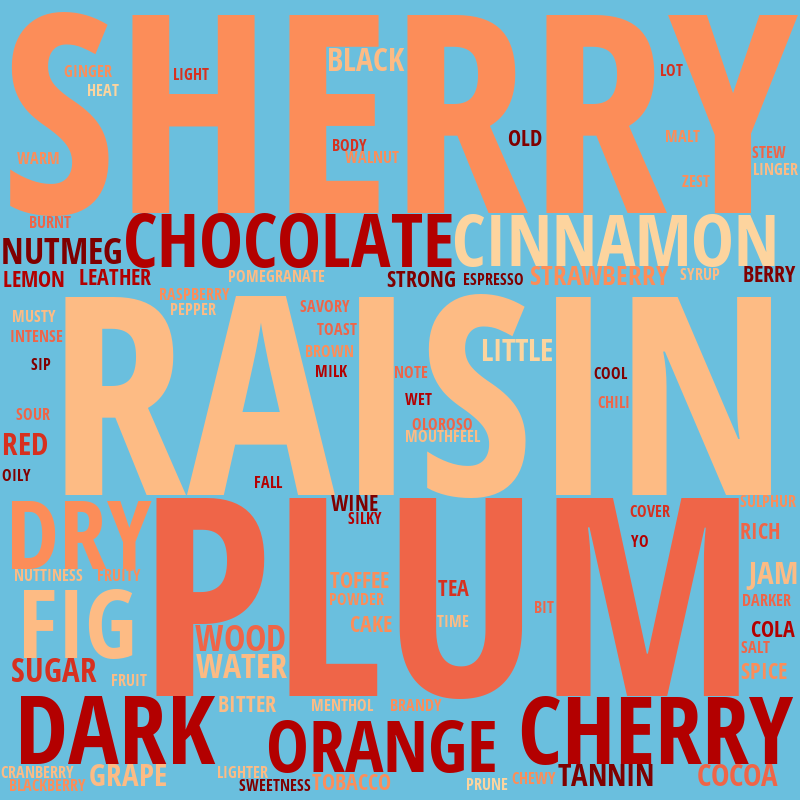 SHERRY
GINGER
LIGHT
HEAT
BLACK
LOT
BODY
WALNUT
OLD
MALT
STEW
LINGER
WARM
ZEST
BURNT
NUTMEG
CHOCOLATE
CINNAMON
LEMON
LEATHER
POMEGRANATE
STRONG
ESPRESSO
STRAWBERRY
SYRUP
BERRY
RASPBERRY
PEPPER
SAVORY
MUSTY
INTENSE
TOAST
BROWN
MILK
SIP
RAISIN
LITTLE
NOTE
COOL
WET
CHILI
SOUR
OLOROSO
MOUTHFEEL
RED
OILY
FALL
WINE
SILKY
COVER
SULPHUR
YO
RICH
DRY
PLUM
NUTTINESS
FRUITY
TOFFEE
POWDER
TEA
JAM
DARKER
BIT
FIG
CAKE
TIME
COLA
WOOD
WATER
SALT
SUGAR
FRUIT
SPICE
BITTER
MENTHOL
BRANDY
DARK
ORANGE
CHERRY
CRANBERRY
BLACKBERRY
GRAPE
LIGHTER
SWEETNESS
TOBACCO
PRUNE
CHEWY
TANNIN
COCOA